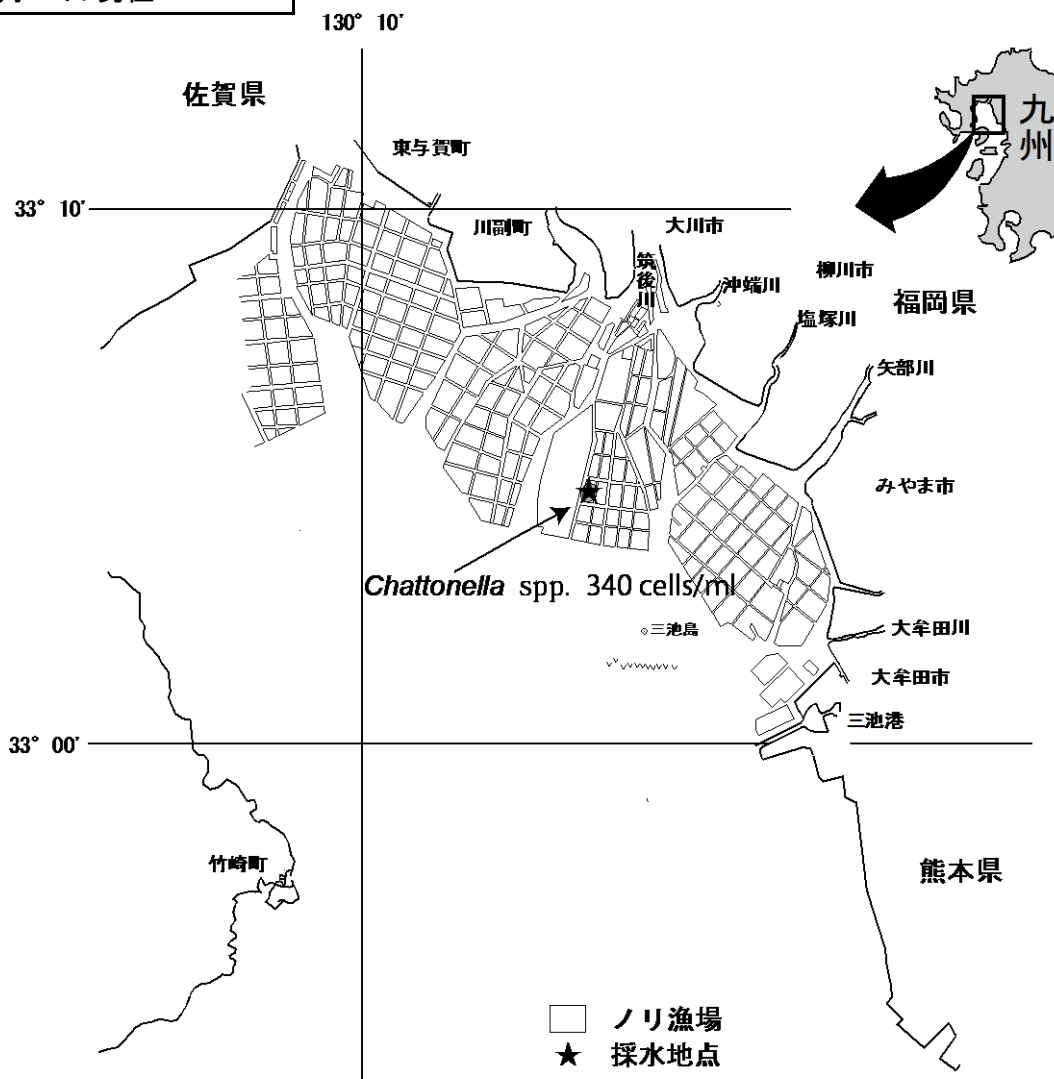 130° 10'
佐賀県
東与賀町
九州
33° 10'
川副町
大川市
筑後川
沖端川
柳川市
福岡県
塩塚川
矢部川
みやま市
Chattonella spp. 340 cells/ml
三池島
大牟田川
大牟田市
三池港
33° 00'
竹崎町
熊本県
ノリ漁場
採水地点